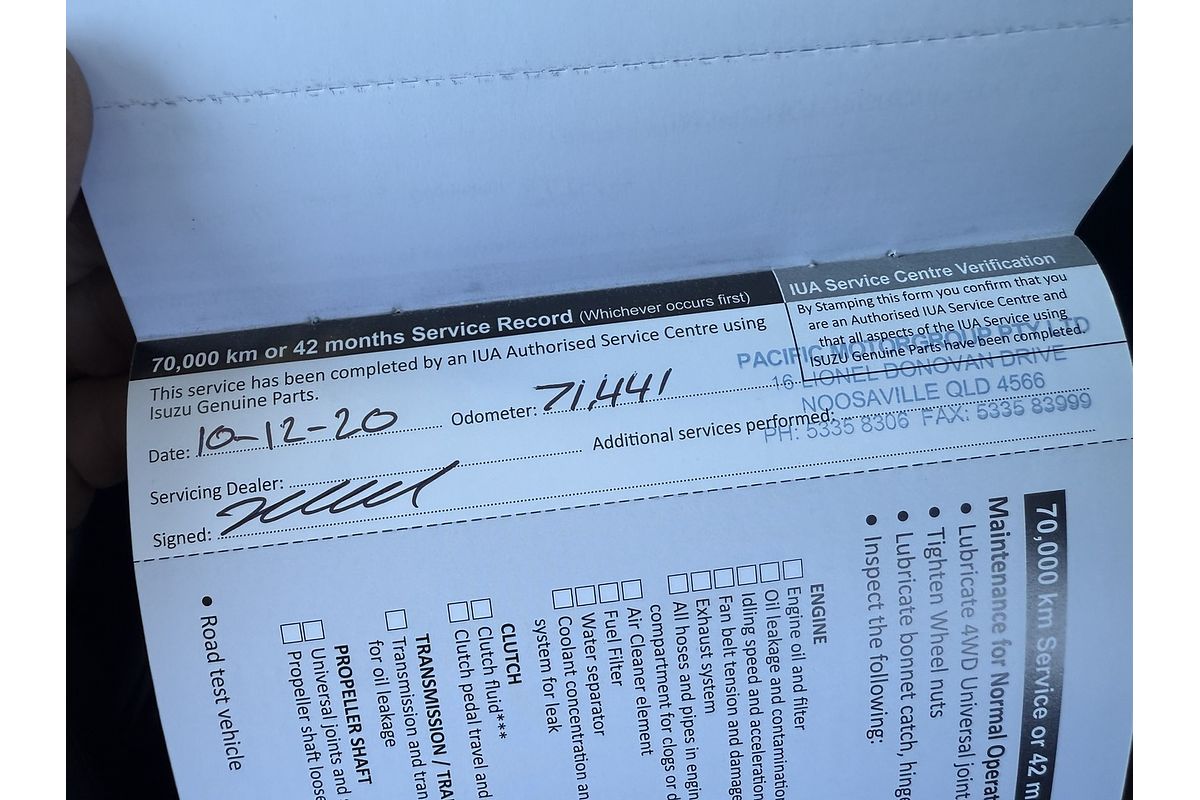 70,000 km or 42 months Service Record (Whichever occurs first)
This service has been completed by an IUA Authorised Service Centre using
Isuzu Genuine Parts.
Date: 10-12-20 Odometer: 71,441
Servicing Dealer: Additional services performed:
Signed:
IUA Service Centre Verification
By Stamping this form you confirm that you
are an Authorised IUA Service Centre and
that all aspects of the IUA Service using
Isuzu Genuine Parts have been completed.
PACIFIC MOTORGROUP PTY LTD
16 LIONEL DONOVAN DRIVE
NOOSAVILLE QLD 4566
PH: 5335 8306 FAX: 5335 83999
70,000 km Service or 42 m
Maintenance for Normal Operat
• Lubricate 4WD Universal joint
• Tighten Wheel nuts
• Lubricate bonnet catch, hing
• Inspect the following:
ENGINE
Engine oil and filter
Oil leakage and contaminatio
Idling speed and acceleration
Fan belt tension and damage
Exhaust system
All hoses and pipes in engin
compartment for clogs or d
Air Cleaner element
Fuel Filter
Water separator
Coolant concentration an
system for leak
CLUTCH
Clutch fluid***
Clutch pedal travel and
TRANSMISSION / TRA
Transmission and tran
for oil leakage
PROPELLER SHAFT
Universal joints and
Propeller shaft loose
• Road test vehicle